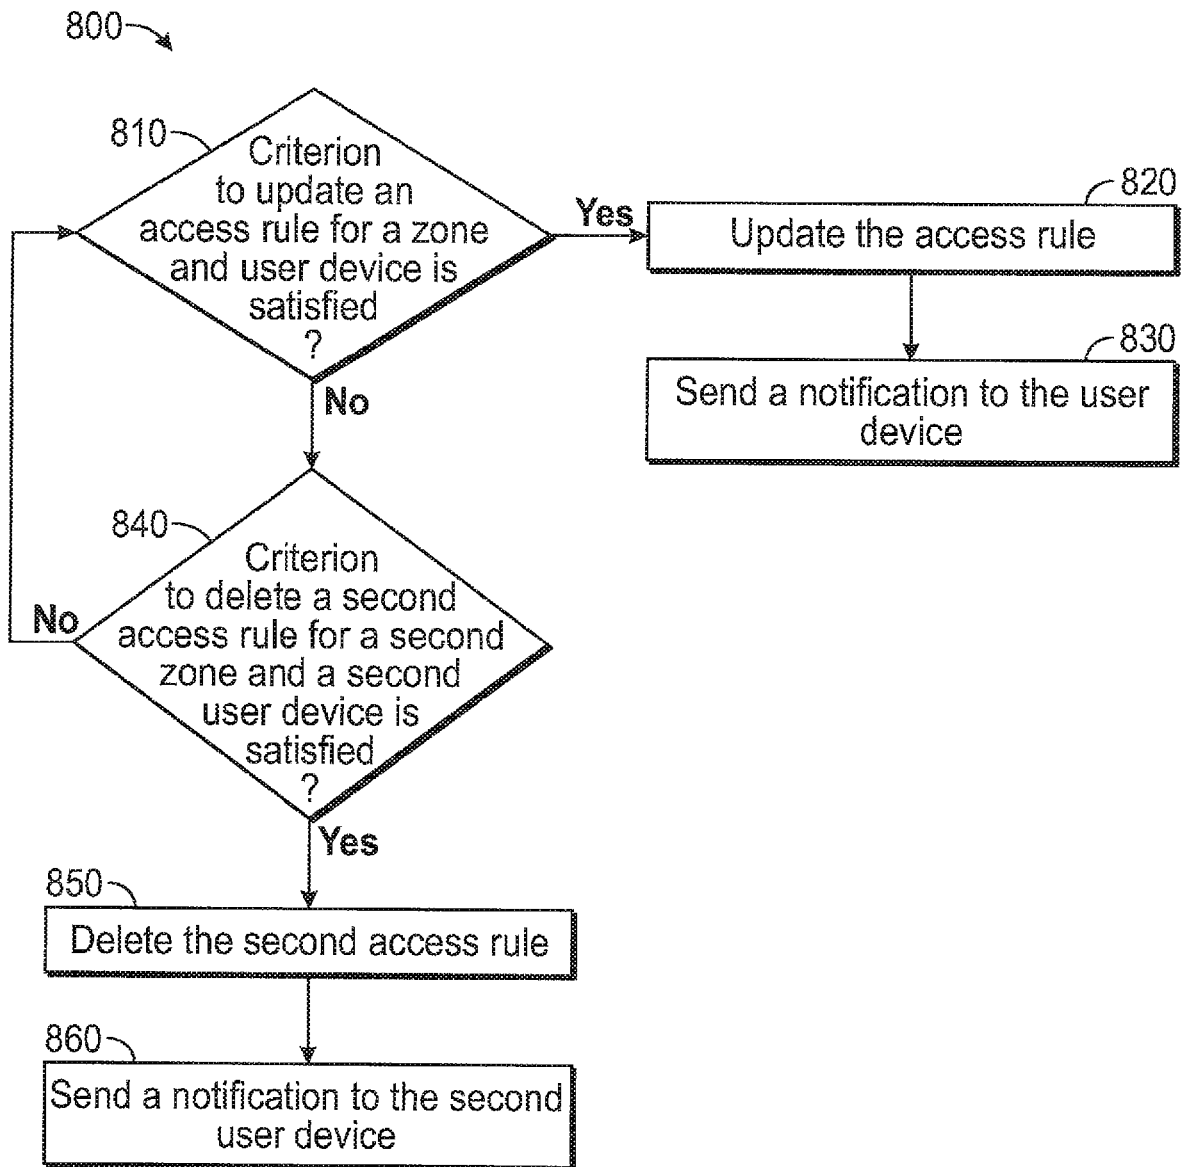 800
810
Criterion
to update an
access rule for a zone
and user device is
satisfied
?
Yes
820
Update the access rule
830
Send a notification to the user
device
No
840
Criterion
to delete a second
access rule for a second
zone and a second
user device is
satisfied
?
No
Yes
850
Delete the second access rule
860
Send a notification to the second
user device